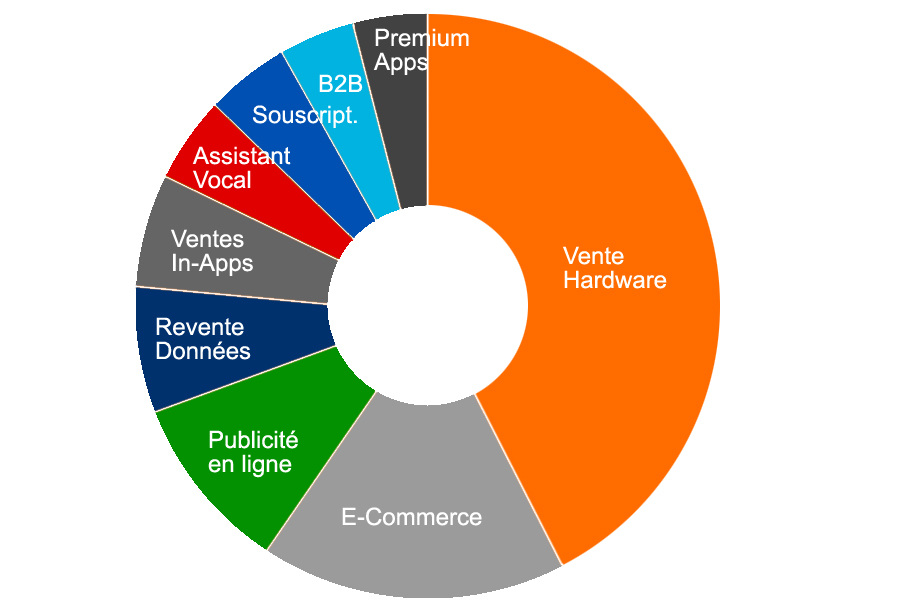 Premium
Apps
B2B
Souscript.
Assistant
Vocal
Ventes
In-Apps
Revente
Données
Publicité
en ligne
E-Commerce
Vente
Hardware